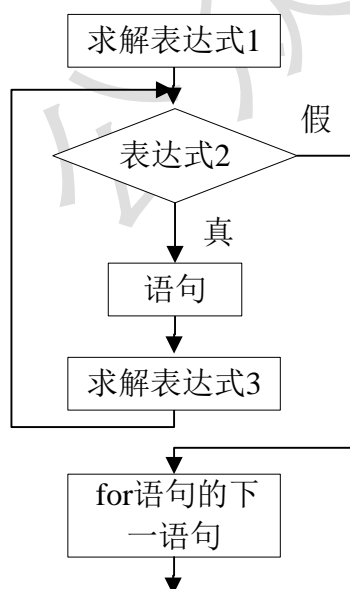 求解表达式1
假
表达式2
真
语句
求解表达式3
for语句的下
一语句